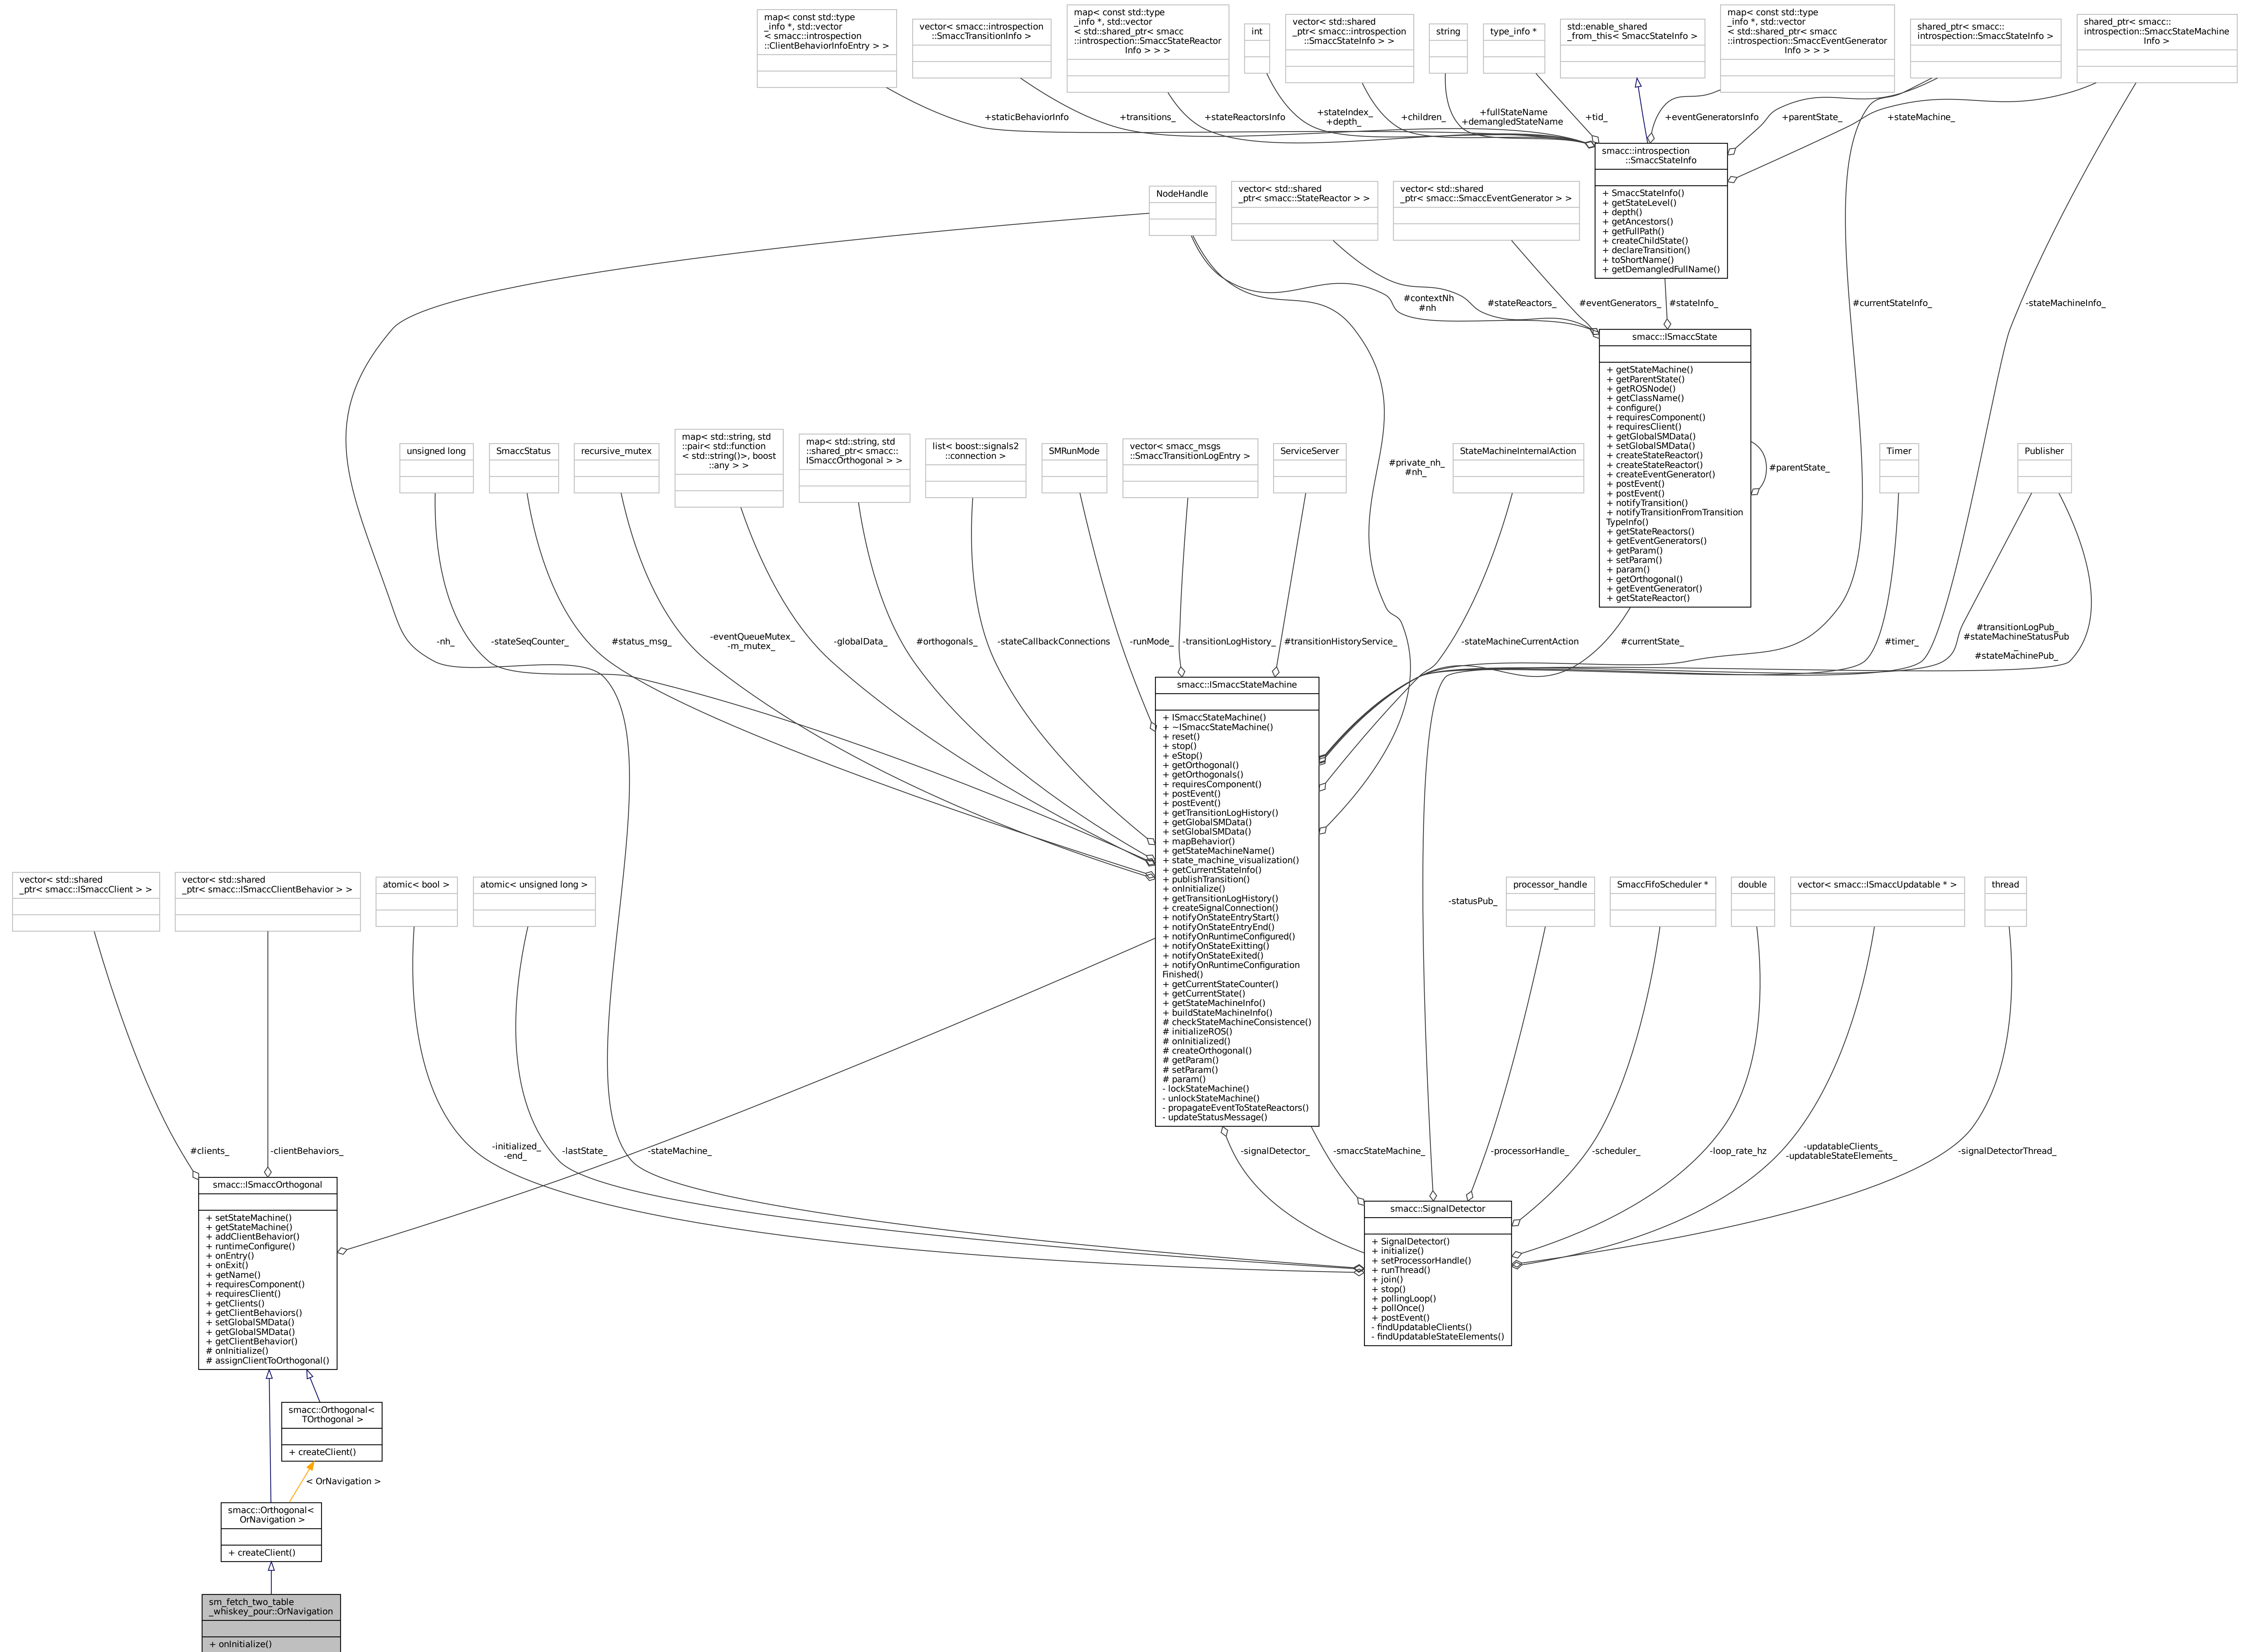 map< const std::type
_info *, std::vector
< smacc::introspection
::ClientBehaviorInfoEntry > >
vector< smacc::introspection
::SmaccTransitionInfo >
map< const std::type
_info *, std::vector
< std::shared_ptr< smacc
::introspection::SmaccStateReactor
Info > > >
int
vector< std::shared
_ptr< smacc::introspection
::SmaccStateInfo > >
string
type_info *
std::enable_shared
_from_this< SmaccStateInfo >
map< const std::type
_info *, std::vector
< std::shared_ptr< smacc
::introspection::SmaccEventGenerator
Info > > >
shared_ptr< smacc::
introspection::SmaccStateInfo >
shared_ptr< smacc::
introspection::SmaccStateMachine
Info >
+staticBehaviorInfo
+transitions_
+stateReactorsInfo
+stateIndex_
+depth_
+children_
+fullStateName
+demangledStateName
+tid_
+eventGeneratorsInfo
+parentState_
+stateMachine_
smacc::introspection
::SmaccStateInfo
+ SmaccStateInfo()
+ getStateLevel()
+ depth()
+ getAncestors()
+ getFullPath()
+ createChildState()
+ declareTransition()
+ toShortName()
+ getDemangledFullName()
NodeHandle
vector< std::shared
_ptr< smacc::StateReactor > >
vector< std::shared
_ptr< smacc::SmaccEventGenerator > >
#contextNh
#nh
#stateReactors_
#eventGenerators_
#stateInfo_
#currentStateInfo_
-stateMachineInfo_
smacc::ISmaccState
+ getStateMachine()
+ getParentState()
+ getROSNode()
+ getClassName()
+ configure()
+ requiresComponent()
+ requiresClient()
+ getGlobalSMData()
+ setGlobalSMData()
+ createStateReactor()
+ createStateReactor()
+ createEventGenerator()
+ postEvent()
+ postEvent()
+ notifyTransition()
+ notifyTransitionFromTransition
TypeInfo()
+ getStateReactors()
+ getEventGenerators()
+ getParam()
+ setParam()
+ param()
+ getOrthogonal()
+ getEventGenerator()
+ getStateReactor()
#parentState_
unsigned long
SmaccStatus
recursive_mutex
map< std::string, std
::pair< std::function
< std::string()>, boost
::any > >
map< std::string, std
::shared_ptr< smacc::
ISmaccOrthogonal > >
list< boost::signals2
::connection >
SMRunMode
vector< smacc_msgs
::SmaccTransitionLogEntry >
ServiceServer
#private_nh_
#nh_
StateMachineInternalAction
Timer
Publisher
-nh_
-stateSeqCounter_
#status_msg_
-eventQueueMutex_
-m_mutex_
-globalData_
#orthogonals_
-stateCallbackConnections
-runMode_
-transitionLogHistory_
#transitionHistoryService_
-stateMachineCurrentAction
#currentState_
#timer_
#transitionLogPub_
#stateMachineStatusPub
_
#stateMachinePub_
smacc::ISmaccStateMachine
+ ISmaccStateMachine()
+ ~ISmaccStateMachine()
+ reset()
+ stop()
+ eStop()
+ getOrthogonal()
+ getOrthogonals()
+ requiresComponent()
+ postEvent()
+ postEvent()
+ getTransitionLogHistory()
+ getGlobalSMData()
+ setGlobalSMData()
+ mapBehavior()
+ getStateMachineName()
+ state_machine_visualization()
+ getCurrentStateInfo()
+ publishTransition()
+ onInitialize()
+ getTransitionLogHistory()
+ createSignalConnection()
+ notifyOnStateEntryStart()
+ notifyOnStateEntryEnd()
+ notifyOnRuntimeConfigured()
+ notifyOnStateExitting()
+ notifyOnStateExited()
+ notifyOnRuntimeConfiguration
Finished()
+ getCurrentStateCounter()
+ getCurrentState()
+ getStateMachineInfo()
+ buildStateMachineInfo()
# checkStateMachineConsistence()
# initializeROS()
# onInitialized()
# createOrthogonal()
# getParam()
# setParam()
# param()
- lockStateMachine()
- unlockStateMachine()
- propagateEventToStateReactors()
- updateStatusMessage()
vector< std::shared
_ptr< smacc::ISmaccClient > >
vector< std::shared
_ptr< smacc::ISmaccClientBehavior > >
atomic< bool >
atomic< unsigned long >
-statusPub_
processor_handle
SmaccFifoScheduler *
double
vector< smacc::ISmaccUpdatable * >
thread
#clients_
-clientBehaviors_
-initialized_
-end_
-lastState_
-stateMachine_
-signalDetector_
-smaccStateMachine_
-processorHandle_
-scheduler_
-loop_rate_hz
-updatableClients_
-updatableStateElements_
-signalDetectorThread_
smacc::ISmaccOrthogonal
+ setStateMachine()
+ getStateMachine()
+ addClientBehavior()
+ runtimeConfigure()
+ onEntry()
+ onExit()
+ getName()
+ requiresComponent()
+ requiresClient()
+ getClients()
+ getClientBehaviors()
+ setGlobalSMData()
+ getGlobalSMData()
+ getClientBehavior()
# onInitialize()
# assignClientToOrthogonal()
smacc::SignalDetector
+ SignalDetector()
+ initialize()
+ setProcessorHandle()
+ runThread()
+ join()
+ stop()
+ pollingLoop()
+ pollOnce()
+ postEvent()
- findUpdatableClients()
- findUpdatableStateElements()
smacc::Orthogonal<
TOrthogonal >
+ createClient()
< OrNavigation >
smacc::Orthogonal<
OrNavigation >
+ createClient()
sm_fetch_two_table
_whiskey_pour::OrNavigation
+ onInitialize()